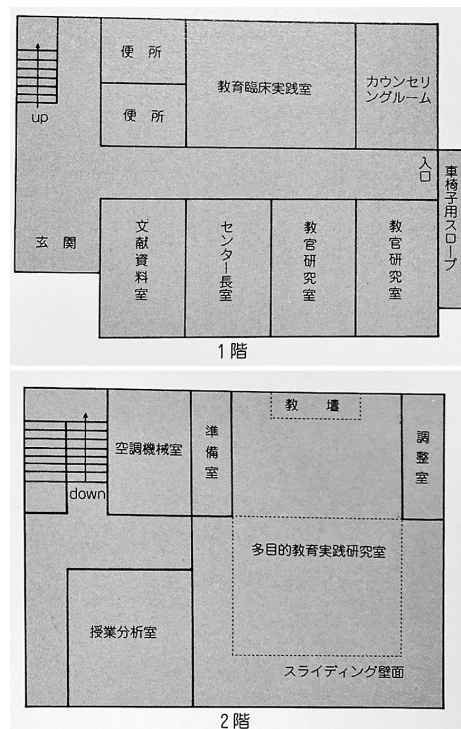 便所
教育臨床実践室
カウンセリ
ングルーム
up
便所
入口
車椅子用スロープ
玄関
文献資料室
センター長室
教官研究室
教官研究室
1階
教壇
準備室
調整室
空調機械室
down
多目的教育実践研究室
授業分析室
スライディング壁面
2階